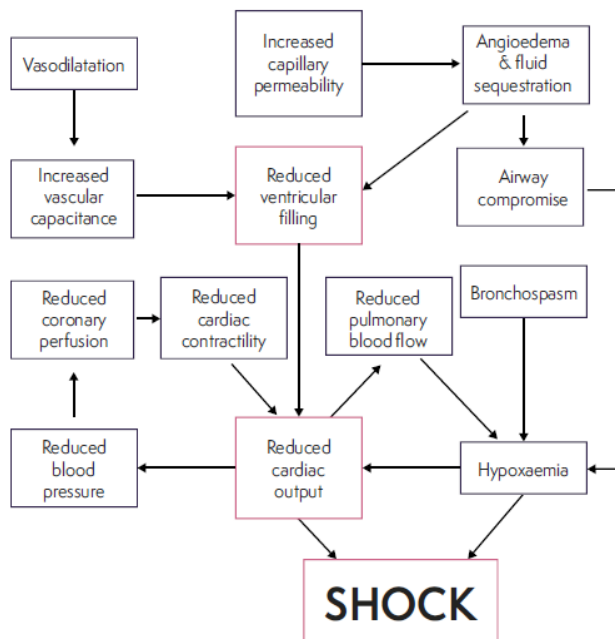 Vasodilatation
Increased
capillary
permeability
Angioedema
& fluid
sequestration
Increased
vascular
capacitance
Reduced
ventricular
filling
Airway
compromise
Reduced
coronary
perfusion
Reduced
cardiac
contractility
Reduced
pulmonary
blood flow
Bronchospasm
Reduced
blood
pressure
Reduced
cardiac
output
Hypoxaemia
SHOCK